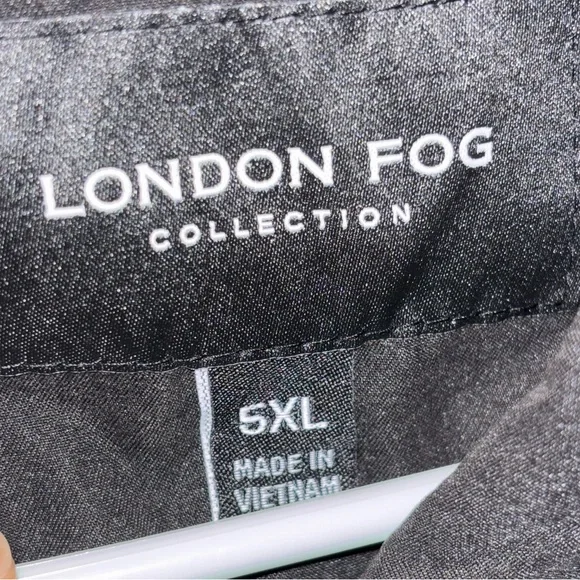 LONDON FOG
COLLECTION
5XL
MADE IN
VIETNAM